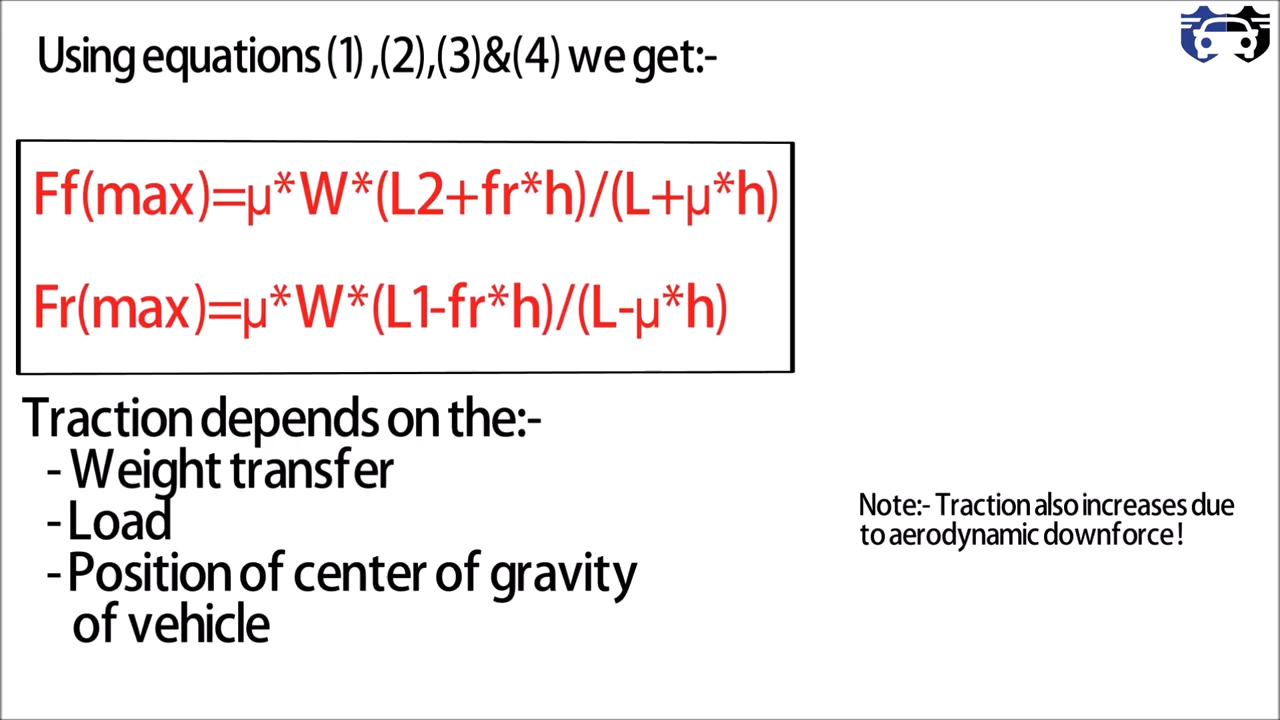 Using equations (1) ,(2),(3)&(4) we get:-
Ff(max)=µ*W*(L2+fr*h)/(L+µ*h)
Fr(max)=µ*W*(L1-fr*h)/(L-µ*h)
Traction depends on the:-
- Weight transfer
- Load
- Position of center of gravity
of vehicle
Note:- Traction also increases due
to aerodynamic downforce !